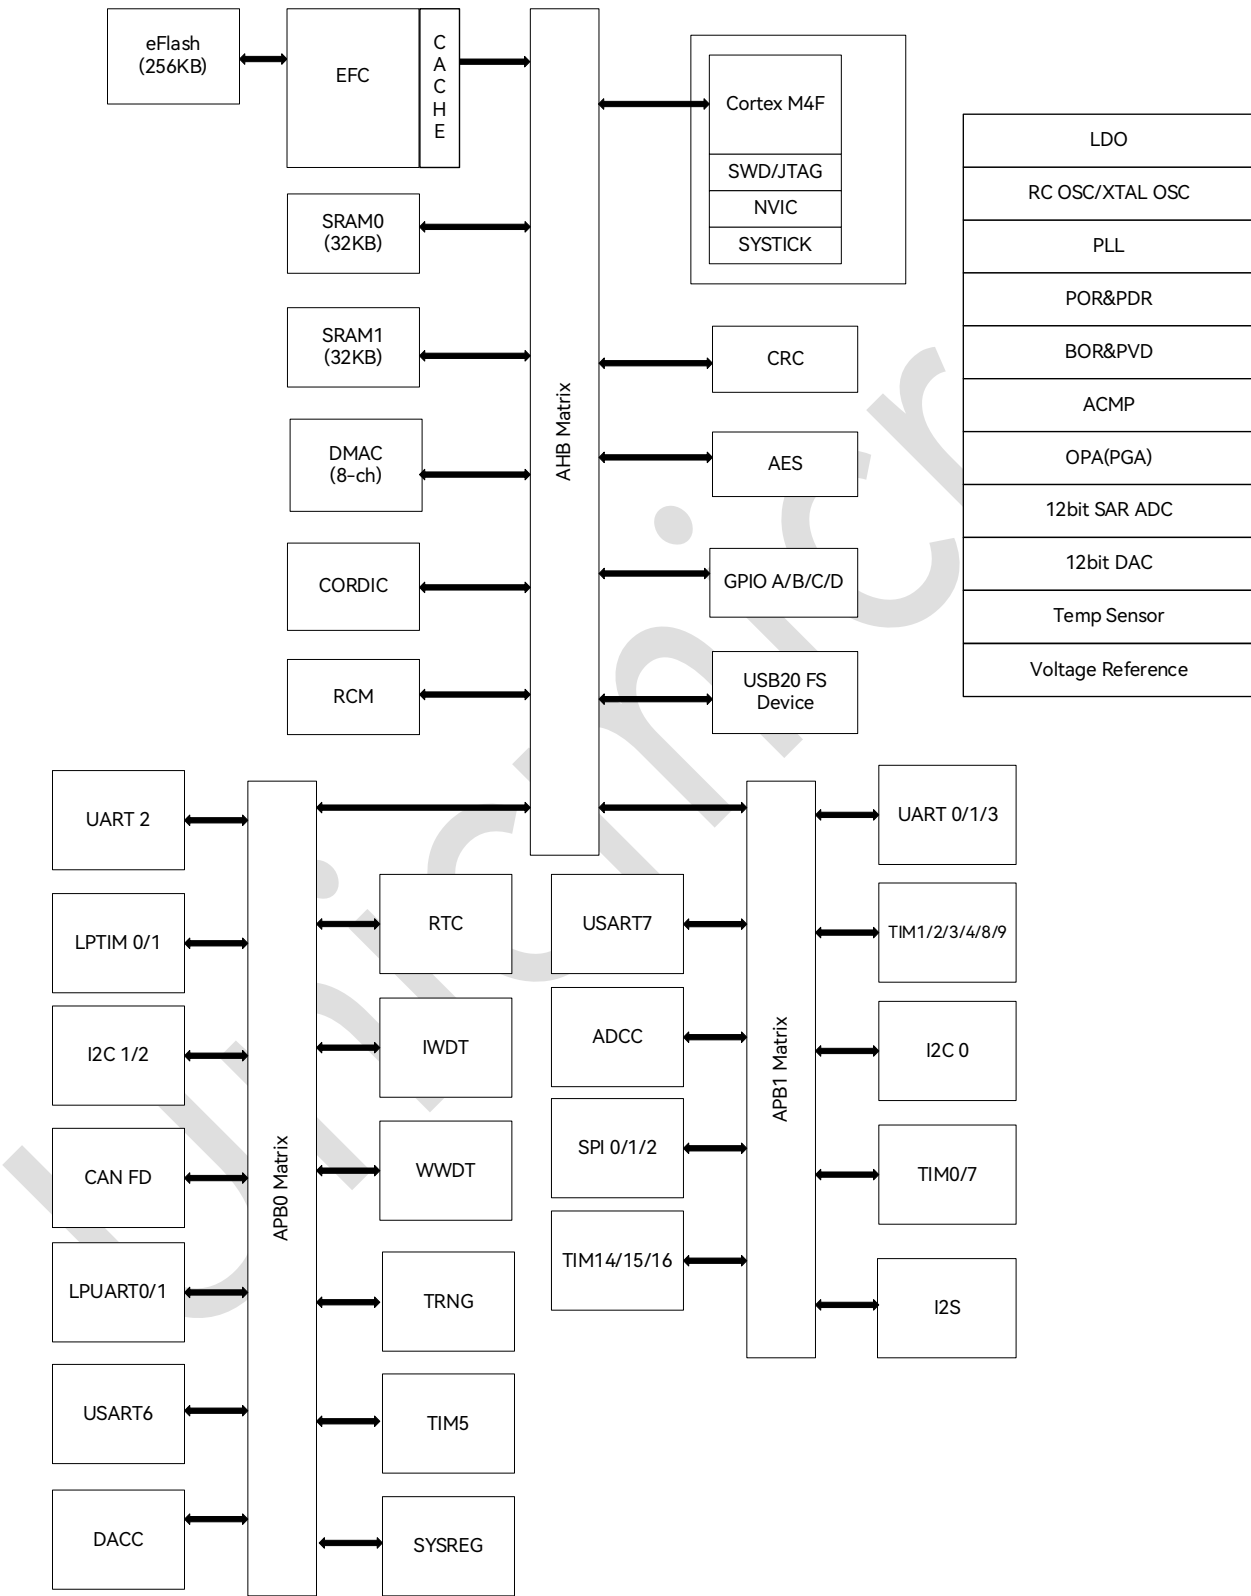 eFlash
(256KB)
EFC
C
A
C
H
E
Cortex M4F
SWD/JTAG
NVIC
SYSTICK
SRAM0
(32KB)
SRAM1
(32KB)
DMAC
(8-ch)
CORDIC
RCM
AHB Matrix
CRC
AES
GPIO A/B/C/D
USB20 FS
Device
LDO
RC OSC/XTAL OSC
PLL
POR&PDR
BOR&PVD
ACMP
OPA(PGA)
12bit SAR ADC
12bit DAC
Temp Sensor
Voltage Reference
UART 2
LPTIM 0/1
I2C 1/2
CAN FD
LPUART0/1
USART6
DACC
APB0 Matrix
RTC
IWDT
WWDT
TRNG
TIM5
SYSREG
USART7
ADCC
SPI 0/1/2
TIM14/15/16
APB1 Matrix
UART 0/1/3
TIM1/2/3/4/8/9
I2C 0
TIM0/7
I2S
Unicmicr